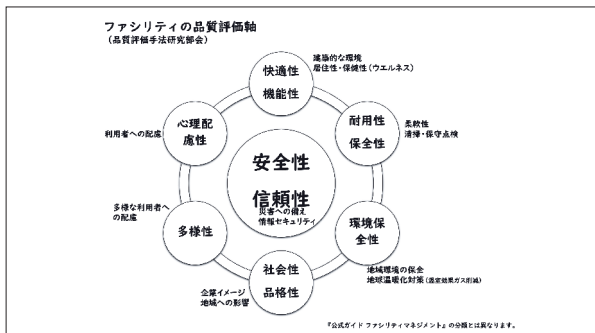 ファシリティの品質評価軸
(品質評価手法研究部会)
建築的な環境
居住性・保健性(ウエルネス)
快適性
機能性
心理配
慮性
利用者への配慮
耐用性
保全性
柔軟性
清掃・保守点検
安全性
信頼性
災害への備え
情報セキュリティ
多様な利用者へ
の配慮
多様性
環境保
全性
地域環境の保全
地球温暖化対策(温室効果ガス削減)
社会性
品格性
企業イメージ
地域への影響
『公式ガイド ファシリティマネジメント』の分類とは異なります。